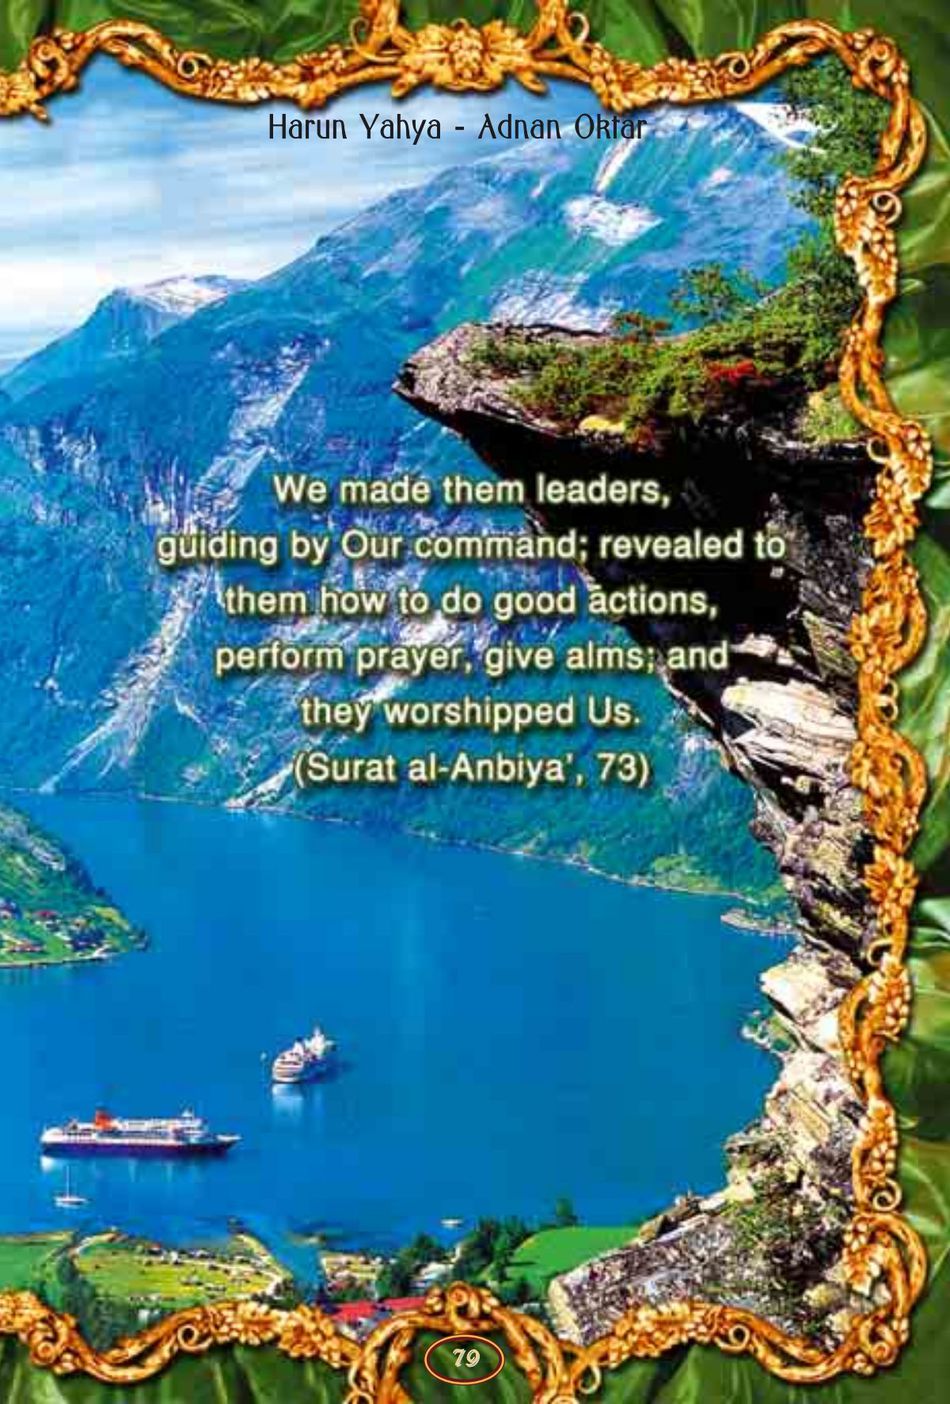 Harun Yahya - Adnan Oktar
We made them leaders,
guiding by Our command; revealed to
them how to do good actions,
perform prayer, give alms; and
they worshipped Us.
(Surat al-Anbiya', 73)
79